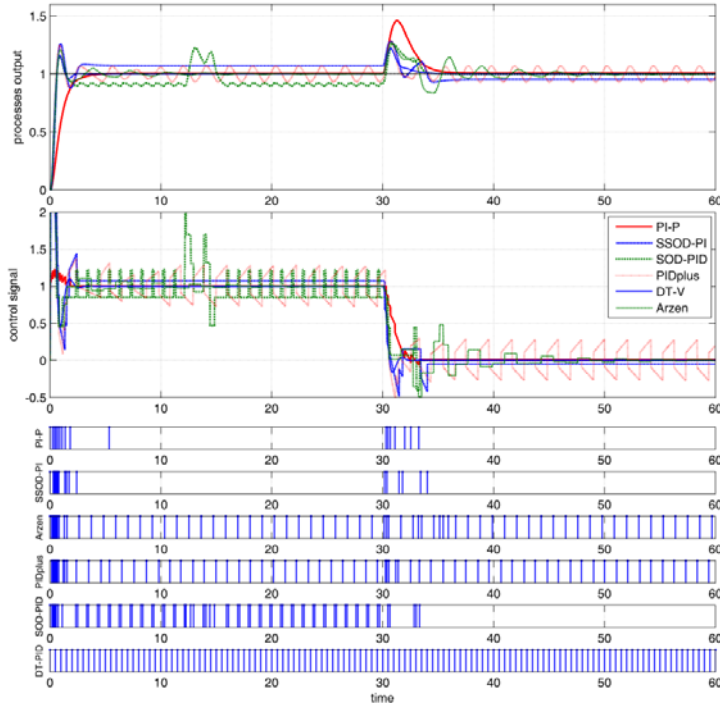 1.5
1
0.5
0
processes output
0 10 20 30 40 50 60
2
1.5
1
0.5
0
-0.5
control signal
PI-P
SSOD-PI
SOD-PID
PIDplus
DT-V
Arzen
0 10 20 30 40 50 60
PI-P
0 10 20 30 40 50 60
SSOD-PI
0 10 20 30 40 50 60
Arzen
0 10 20 30 40 50 60
PIDplus
0 10 20 30 40 50 60
SOD-PID
0 10 20 30 40 50 60
DT-PID
0 10 20 30 40 50 60
time